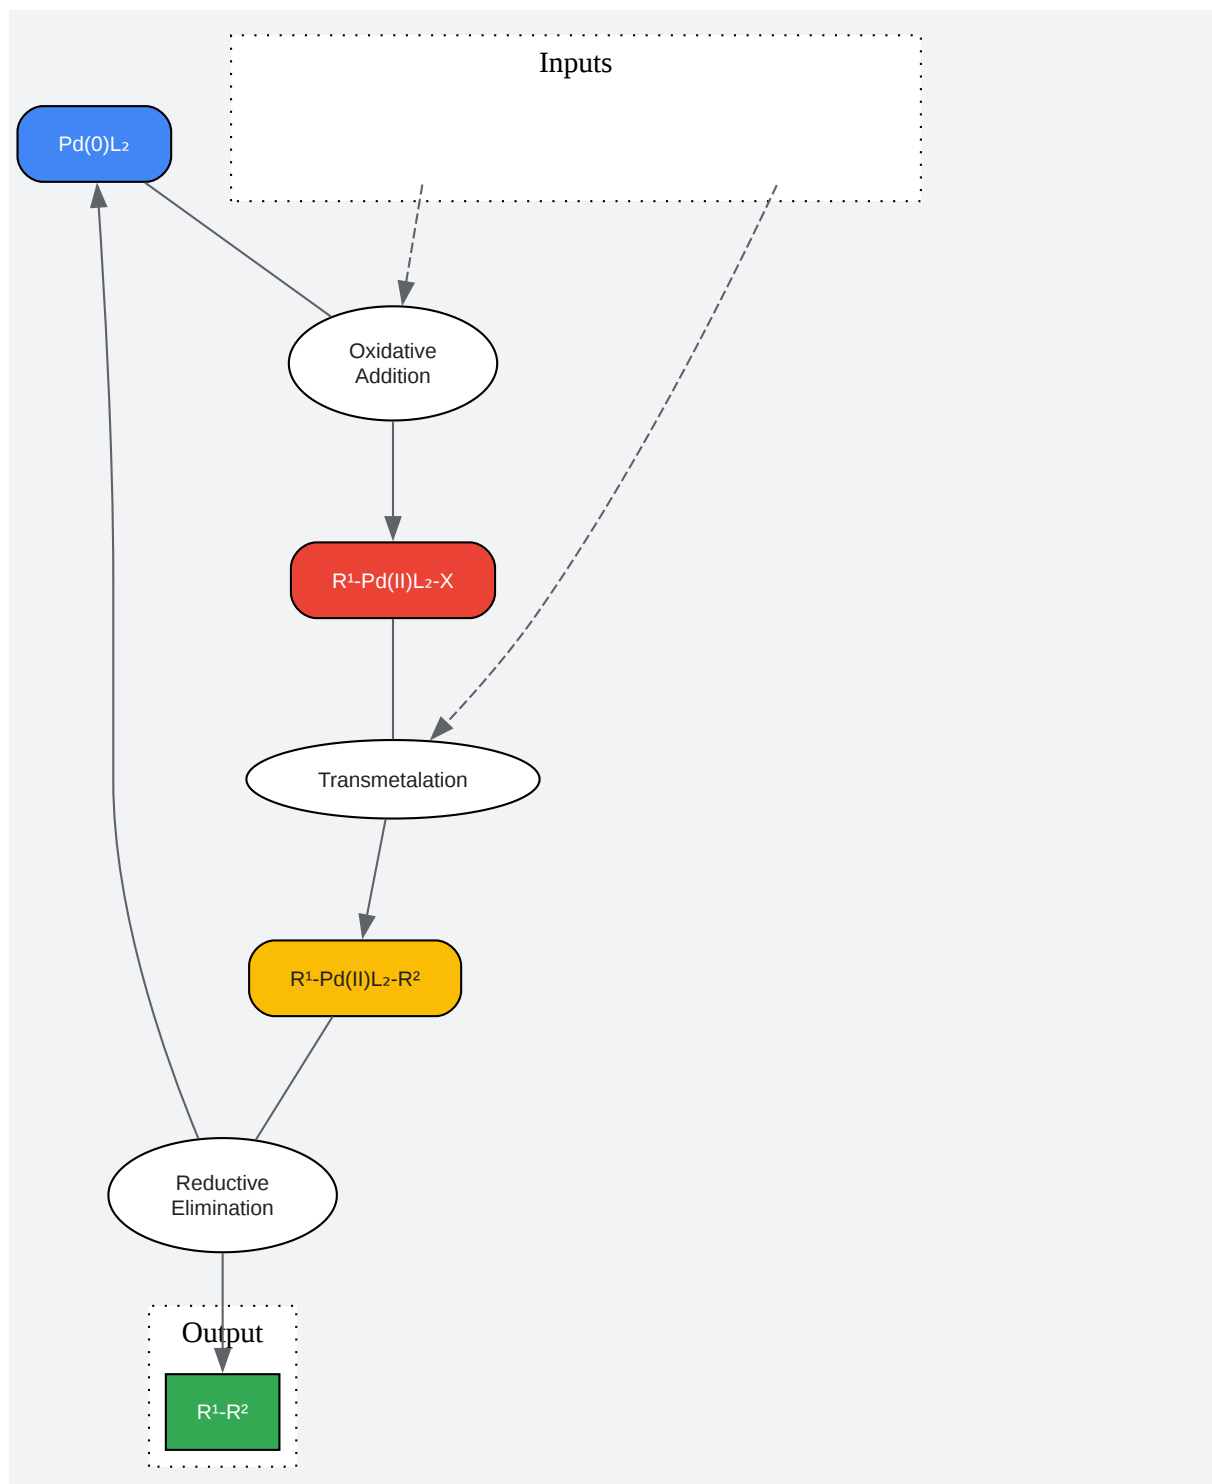 Inputs
Pd(0)L₂
Oxidative
Addition
R¹-Pd(II)L₂-X
Transmetalation
R¹-Pd(II)L₂-R²
Reductive
Elimination
Output
R¹-R²